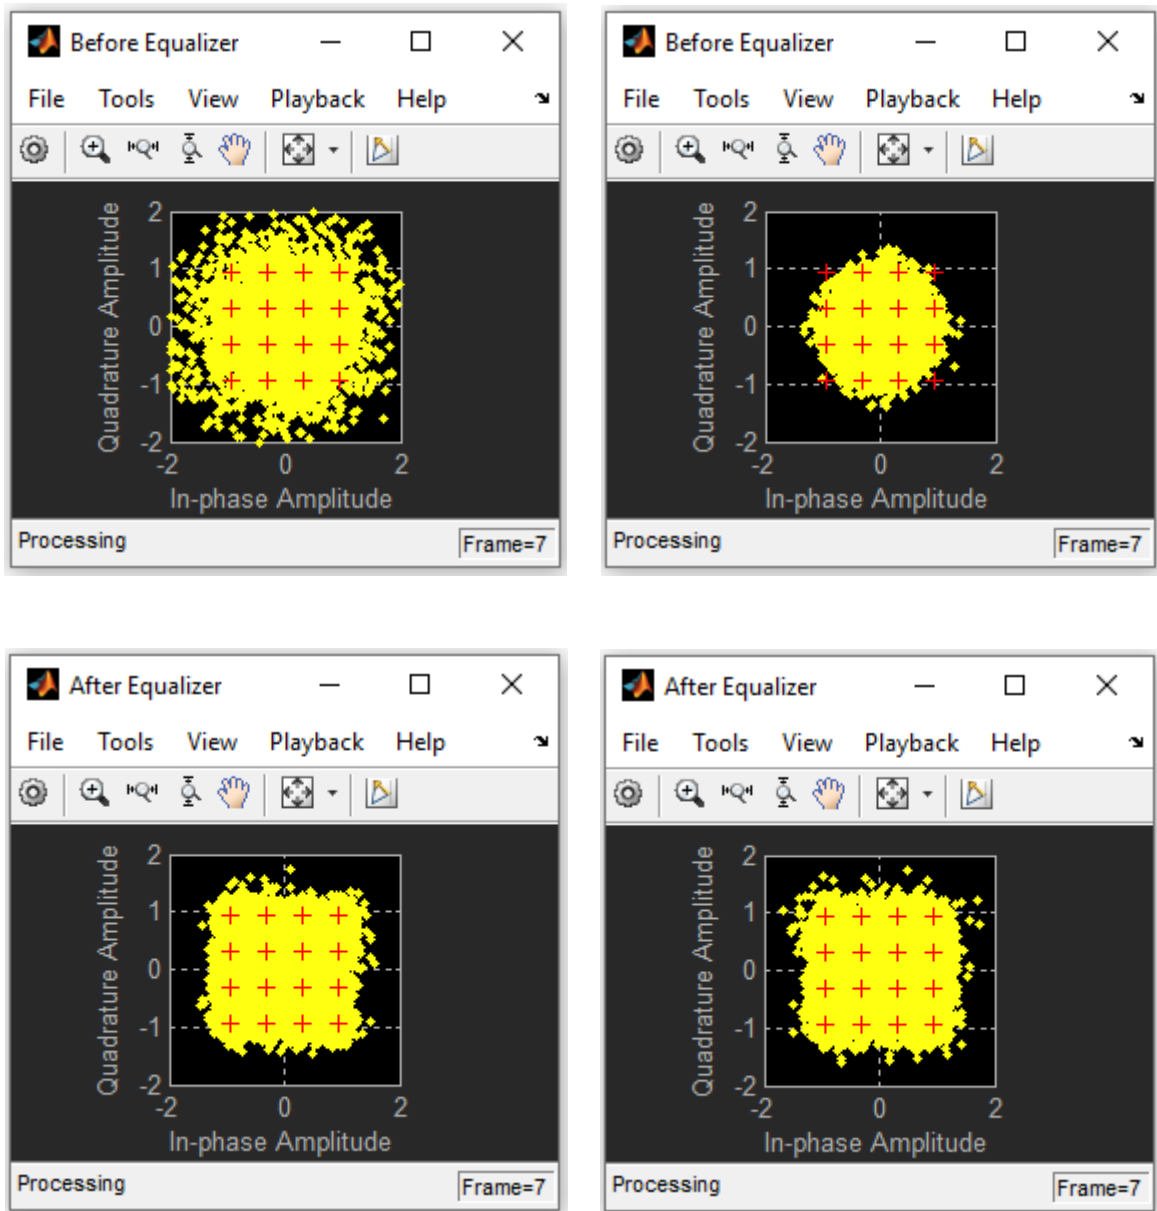 Before Equalizer
File Tools View Playback Help
Quadrature Amplitude
2
1
0
-1
-2
-2 0 2
In-phase Amplitude
Processing Frame=7
Before Equalizer
File Tools View Playback Help
Quadrature Amplitude
2
1
0
-1
-2
-2 0 2
In-phase Amplitude
Processing Frame=7
After Equalizer
File Tools View Playback Help
Quadrature Amplitude
2
1
0
-1
-2
-2 0 2
In-phase Amplitude
Processing Frame=7
After Equalizer
File Tools View Playback Help
Quadrature Amplitude
2
1
0
-1
-2
-2 0 2
In-phase Amplitude
Processing Frame=7